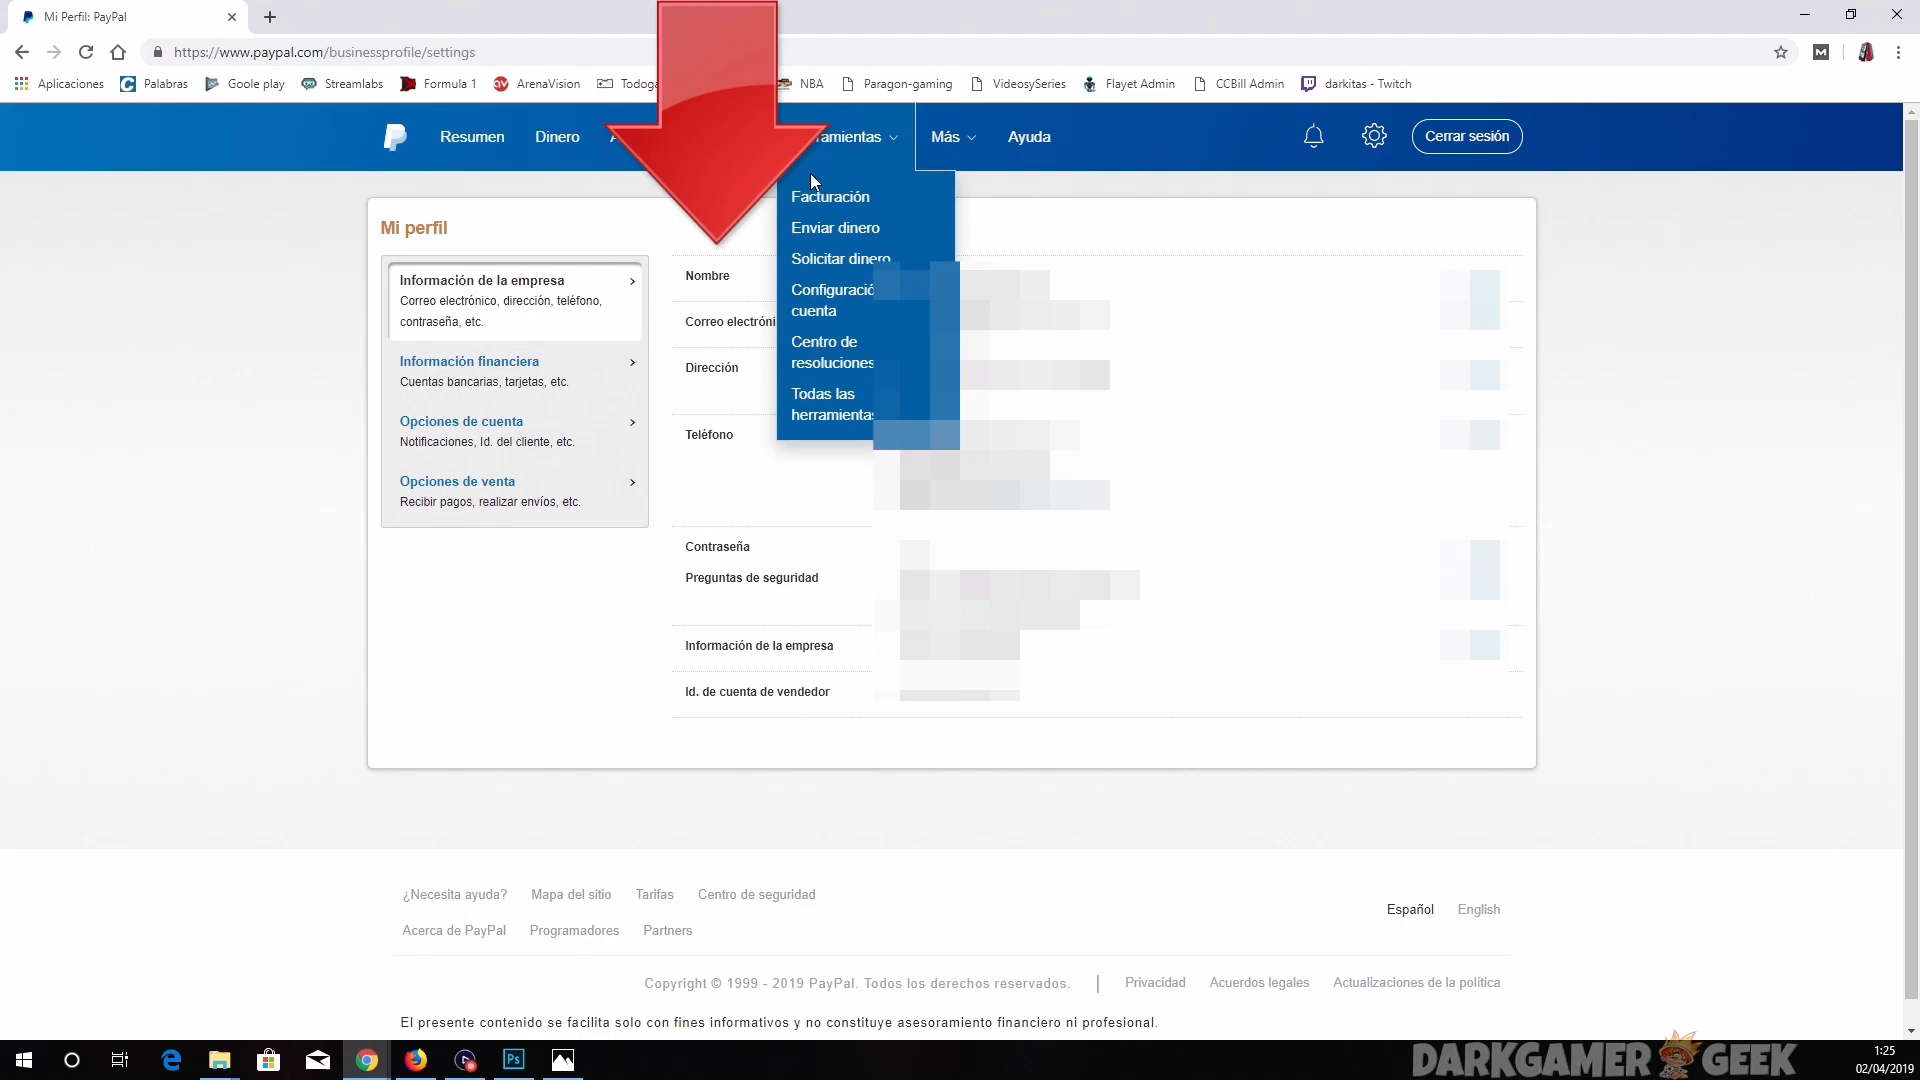 Mi Perfil: PayPal
https://www.paypal.com/businessprofile/settings
Aplicaciones Palabras Goole play Streamlabs Formula 1 ArenaVision NBA Paragon-gaming VideosySeries Flayet Admin CCBill Admin darkitas - Twitch
Resumen Dinero Más Ayuda Cerrar sesión
Facturación
Enviar dinero
Solicitar dinero
cuenta
Centro de
resoluciones
Todas las
herramientas
Mi perfil
Información de la empresa
Correo electrónico, dirección, teléfono,
contraseña, etc.
Información financiera
Cuentas bancarias, tarjetas, etc.
Opciones de cuenta
Notificaciones, Id. del cliente, etc.
Opciones de venta
Recibir pagos, realizar envíos, etc.
Nombre
Correo
Dirección
Teléfono
Contraseña
Preguntas de seguridad
Información de la empresa
Id. de cuenta de vendedor
¿Necesita ayuda? Mapa del sitio Tarifas Centro de seguridad
Acerca de PayPal Programadores Partners
Español English
Copyright © 1999 - 2019 PayPal. Todos los derechos reservados. | Privacidad Acuerdos legales Actualizaciones de la política
El presente contenido se facilita solo con fines informativos y no constituye asesoramiento financiero ni profesional.
Ps
DARKGAMER GEEK
1:25
02/04/2019